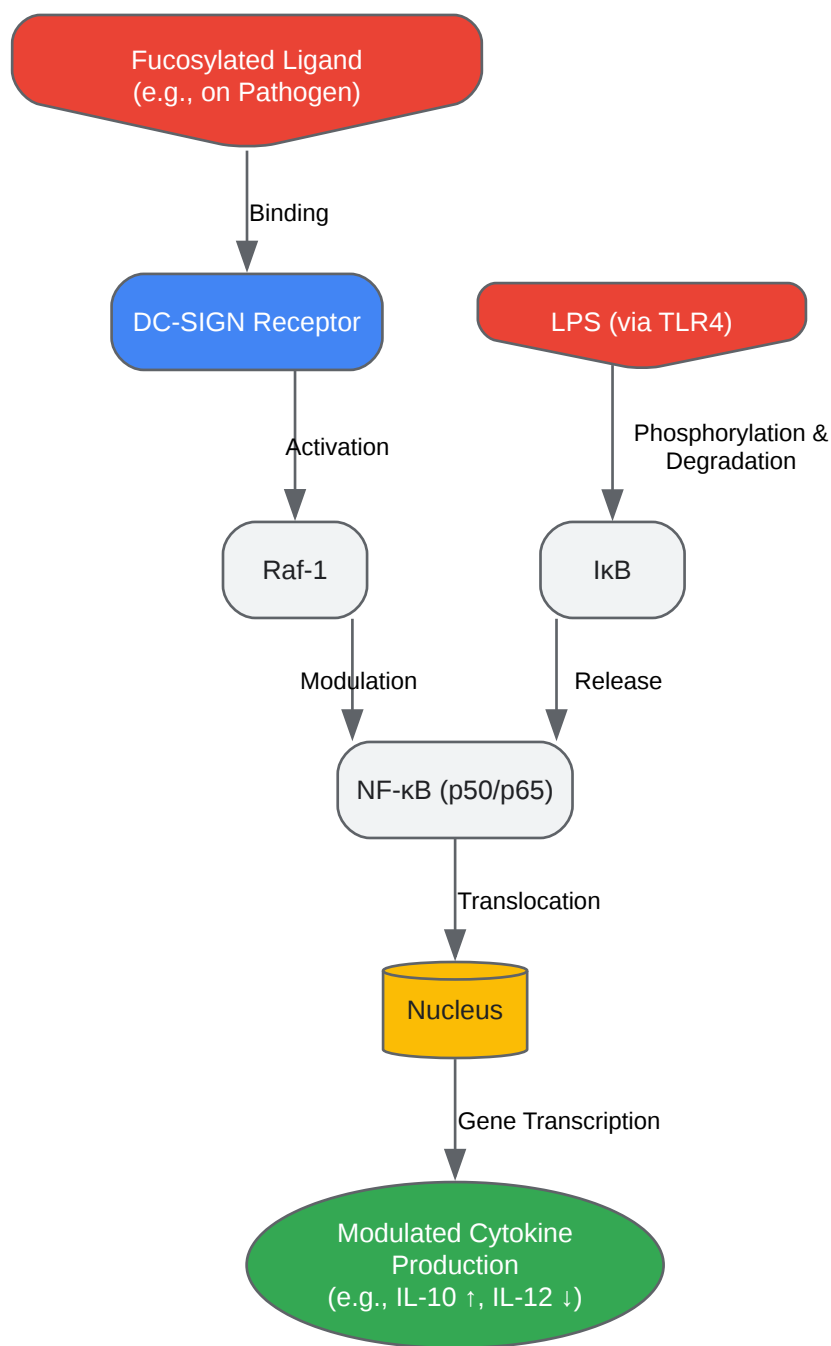 Fucosylated Ligand
(e.g., on Pathogen)
Binding
DC-SIGN Receptor
LPS (via TLR4)
Activation
Phosphorylation &
Degradation
Raf-1
IκB
Modulation
Release
NF-κB (p50/p65)
Translocation
Nucleus
Gene Transcription
Modulated Cytokine
Production
(e.g., IL-10 ↑, IL-12 ↓)